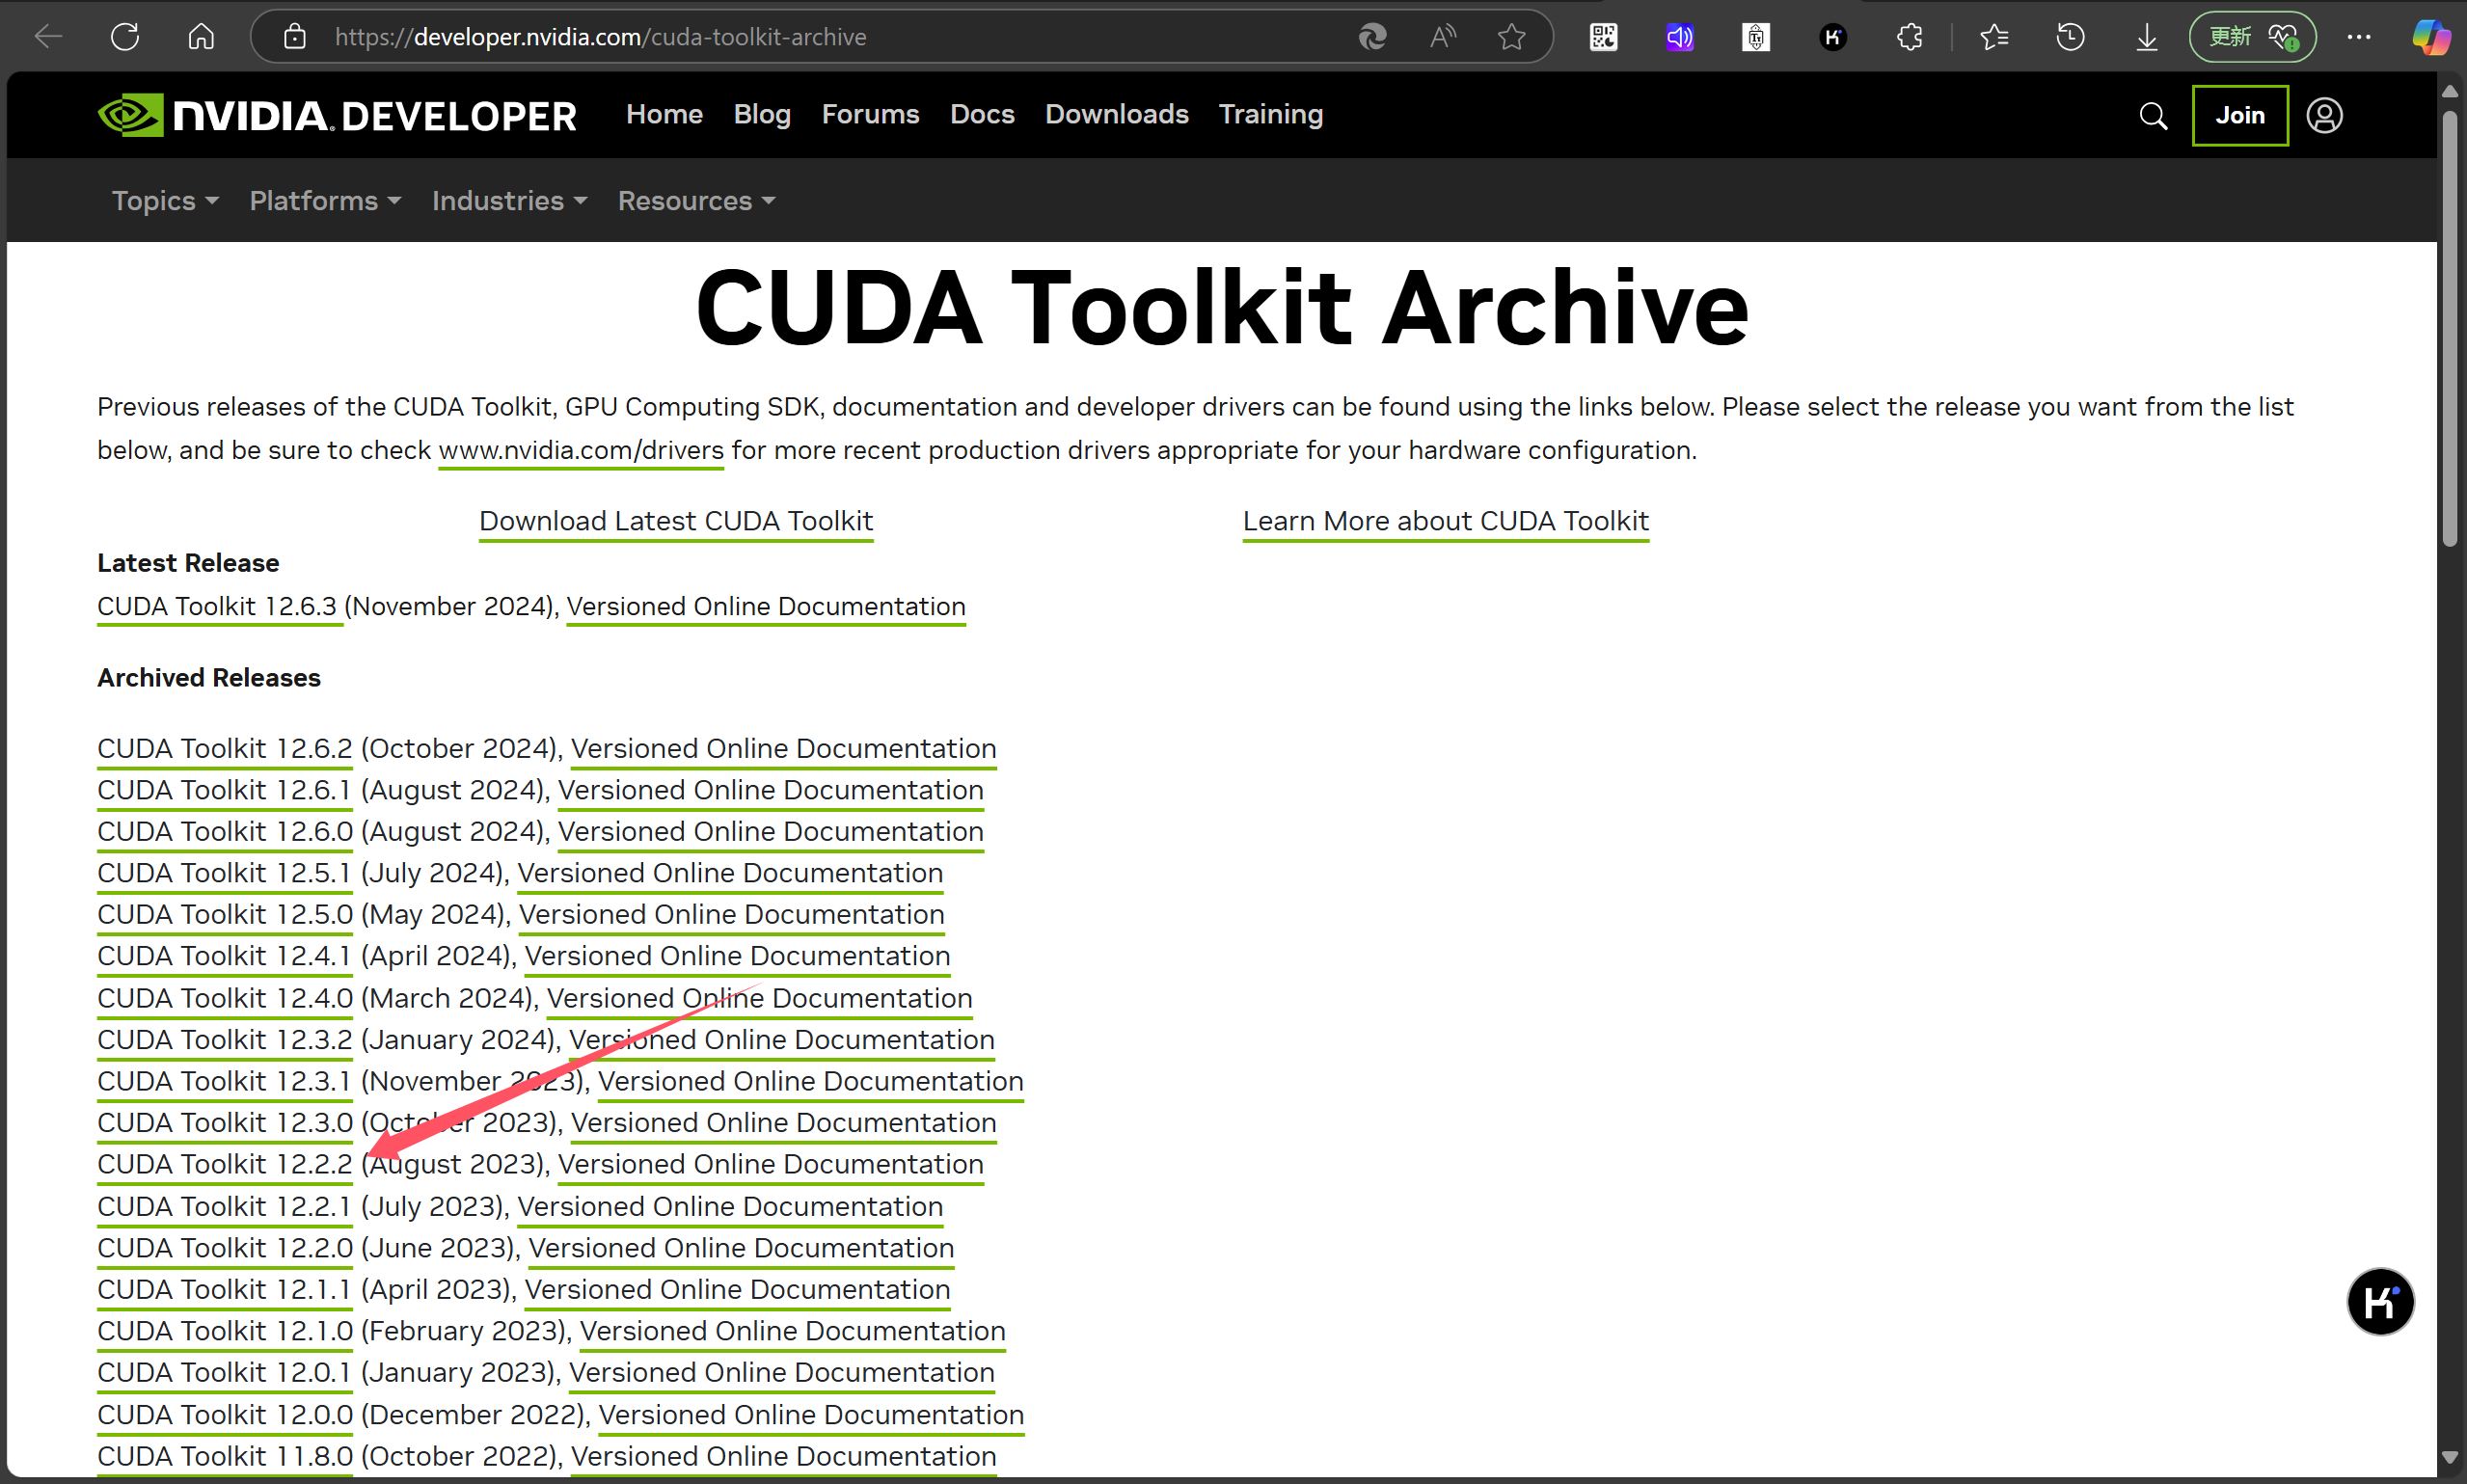 https://developer.nvidia.com/cuda-toolkit-archive
更新
NVIDIA. DEVELOPER
Home Blog Forums Docs Downloads Training
Join
Topics Platforms Industries Resources
CUDA Toolkit Archive
Previous releases of the CUDA Toolkit, GPU Computing SDK, documentation and developer drivers can be found using the links below. Please select the release you want from the list
below, and be sure to check www.nvidia.com/drivers for more recent production drivers appropriate for your hardware configuration.
Download Latest CUDA Toolkit
Learn More about CUDA Toolkit
Latest Release
CUDA Toolkit 12.6.3 (November 2024), Versioned Online Documentation
Archived Releases
CUDA Toolkit 12.6.2 (October 2024), Versioned Online Documentation
CUDA Toolkit 12.6.1 (August 2024), Versioned Online Documentation
CUDA Toolkit 12.6.0 (August 2024), Versioned Online Documentation
CUDA Toolkit 12.5.1 (July 2024), Versioned Online Documentation
CUDA Toolkit 12.5.0 (May 2024), Versioned Online Documentation
CUDA Toolkit 12.4.1 (April 2024), Versioned Online Documentation
CUDA Toolkit 12.4.0 (March 2024), Versioned Online Documentation
CUDA Toolkit 12.3.2 (January 2024), Versioned Online Documentation
CUDA Toolkit 12.3.1 (November 2023), Versioned Online Documentation
CUDA Toolkit 12.3.0 (October 2023), Versioned Online Documentation
CUDA Toolkit 12.2.2 (August 2023), Versioned Online Documentation
CUDA Toolkit 12.2.1 (July 2023), Versioned Online Documentation
CUDA Toolkit 12.2.0 (June 2023), Versioned Online Documentation
CUDA Toolkit 12.1.1 (April 2023), Versioned Online Documentation
CUDA Toolkit 12.1.0 (February 2023), Versioned Online Documentation
CUDA Toolkit 12.0.1 (January 2023), Versioned Online Documentation
CUDA Toolkit 12.0.0 (December 2022), Versioned Online Documentation
CUDA Toolkit 11.8.0 (October 2022), Versioned Online Documentation
K